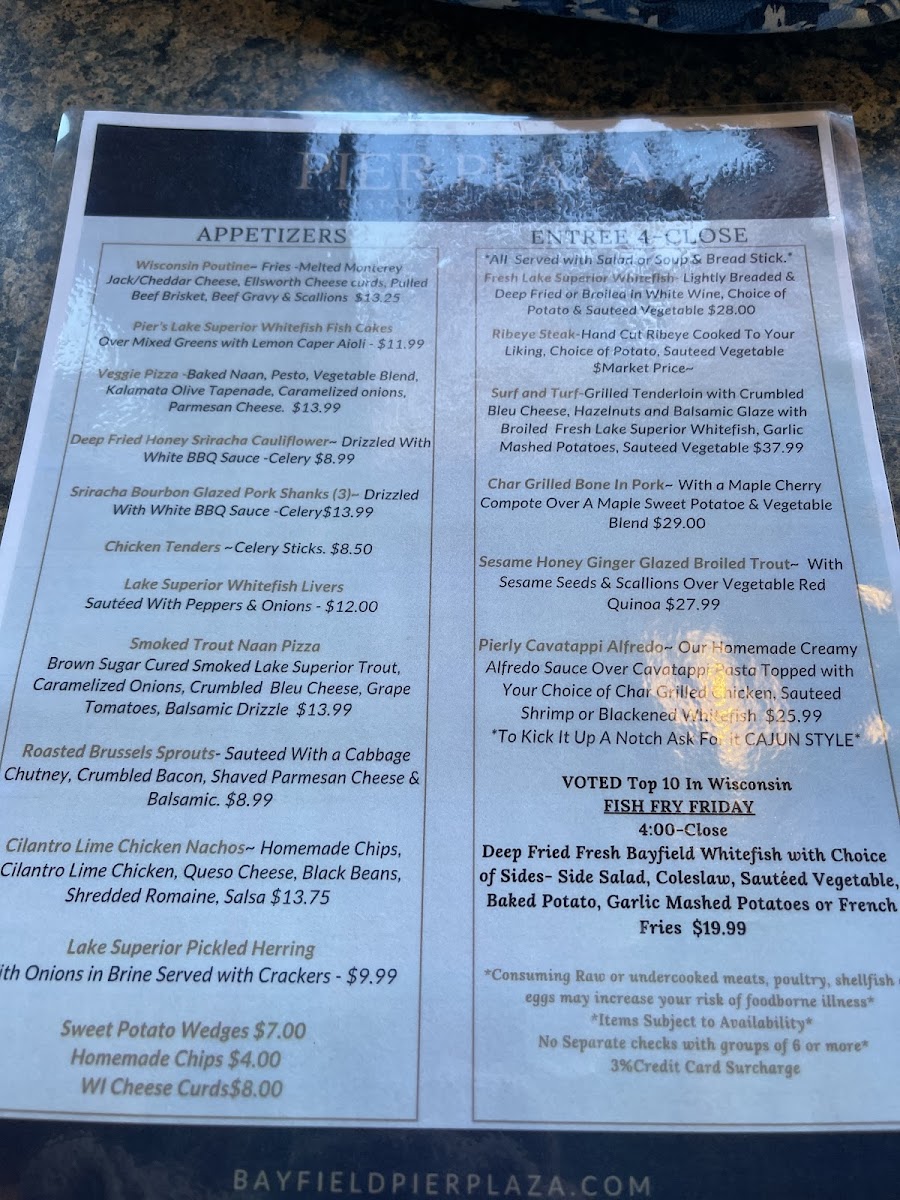 PIER PLAZA
APPETIZERS
Wisconsin Poutine~ Fries -Melted Monterey
Jack/Cheddar Cheese, Ellsworth Cheese curds, Pulled
Beef Brisket, Beef Gravy & Scallions $13.25
Pier's Lake Superior Whitefish Fish Cakes
Over Mixed Greens with Lemon Caper Aioli - $11.99
Veggie Pizza -Baked Naan, Pesto, Vegetable Blend,
Kalamata Olive Tapenade, Caramelized onions,
Parmesan Cheese. $13.99
Deep Fried Honey Sriracha Cauliflower~ Drizzled With
White BBQ Sauce -Celery $8.99
Sriracha Bourbon Glazed Pork Shanks (3)~ Drizzled
With White BBQ Sauce -Celery$13.99
Chicken Tenders ~Celery Sticks. $8.50
Lake Superior Whitefish Livers
Sautéed With Peppers & Onions - $12.00
Smoked Trout Naan Pizza
Brown Sugar Cured Smoked Lake Superior Trout,
Caramelized Onions, Crumbled Bleu Cheese, Grape
Tomatoes, Balsamic Drizzle $13.99
Roasted Brussels Sprouts- Sauteed With a Cabbage
Chutney, Crumbled Bacon, Shaved Parmesan Cheese &
Balsamic. $8.99
Cilantro Lime Chicken Nachos~ Homemade Chips,
Cilantro Lime Chicken, Queso Cheese, Black Beans,
Shredded Romaine, Salsa $13.75
Lake Superior Pickled Herring
ith Onions in Brine Served with Crackers - $9.99
Sweet Potato Wedges $7.00
Homemade Chips $4.00
WI Cheese Curds$8.00
ENTREE 4-CLOSE
*All Served with Salad or Soup & Bread Stick.*
Fresh Lake Superior Whitefish- Lightly Breaded &
Deep Fried or Broiled in White Wine, Choice of
Potato & Sauteed Vegetable $28.00
Ribeye Steak-Hand Cut Ribeye Cooked To Your
Liking, Choice of Potato, Sauteed Vegetable
$Market Price~
Surf and Turf-Grilled Tenderloin with Crumbled
Bleu Cheese, Hazelnuts and Balsamic Glaze with
Broiled Fresh Lake Superior Whitefish, Garlic
Mashed Potatoes, Sauteed Vegetable $37.99
Char Grilled Bone In Pork~ With a Maple Cherry
Compote Over A Maple Sweet Potatoe & Vegetable
Blend $29.00
Sesame Honey Ginger Glazed Broiled Trout~ With
Sesame Seeds & Scallions Over Vegetable Red
Quinoa $27.99
Pierly Cavatappi Alfredo~ Our Homemade Creamy
Alfredo Sauce Over Cavatappi Pasta Topped with
Your Choice of Char Grilled Chicken, Sauteed
Shrimp or Blackened Whitefish $25.99
*To Kick It Up A Notch Ask For it CAJUN STYLE*
VOTED Top 10 In Wisconsin
FISH FRY FRIDAY
4:00-Close
Deep Fried Fresh Bayfield Whitefish with Choice
of Sides- Side Salad, Coleslaw, Sautéed Vegetable,
Baked Potato, Garlic Mashed Potatoes or French
Fries $19.99
*Consuming Raw or undercooked meats, poultry, shellfish
eggs may increase your risk of foodborne illness*
*Items Subject to Availability*
No Separate checks with groups of 6 or more*
3%Credit Card Surcharge
BAYFIELDPIERPLAZA.COM